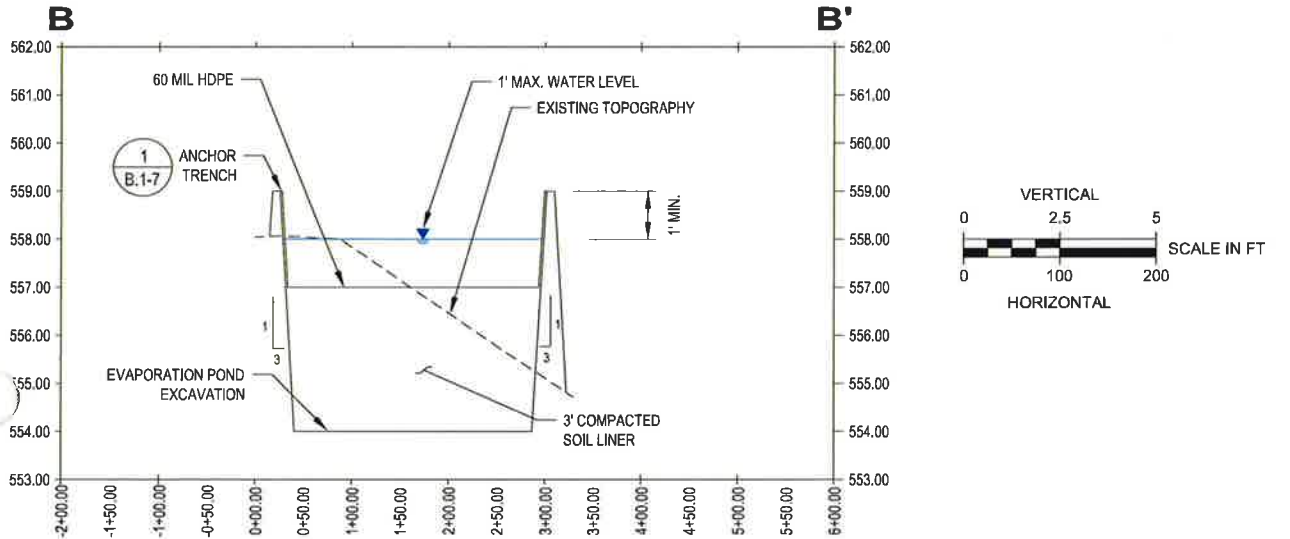 B
B'
562.00
561.00
560.00
559.00
558.00
557.00
556.00
555.00
554.00
553.00
562.00
561.00
560.00
559.00
558.00
557.00
556.00
555.00
554.00
553.00
60 MIL HDPE
1' MAX. WATER LEVEL
EXISTING TOPOGRAPHY
1
B.1-7
ANCHOR
TRENCH
1' MIN.
1
3
1
3
EVAPORATION POND
EXCAVATION
3' COMPACTED
SOIL LINER
-2+00.00
-1+50.00
-1+00.00
-0+50.00
0+00.00
0+50.00
1+00.00
1+50.00
2+00.00
2+50.00
3+00.00
3+50.00
4+00.00
4+50.00
5+00.00
5+50.00
6+00.00
VERTICAL
0 2.5 5
SCALE IN FT
0 100 200
HORIZONTAL